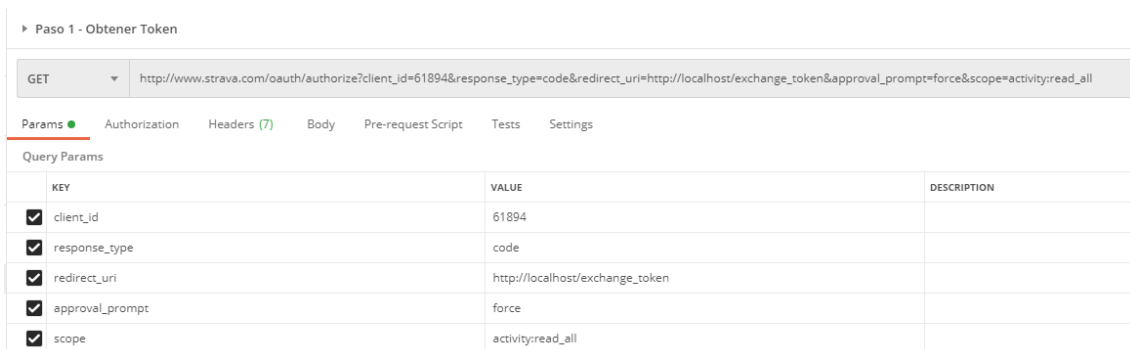 Paso 1 - Obtener Token
GET http://www.strava.com/oauth/authorize?client_id=61894&response_type=code&redirect_uri=http://localhost/exchange_token&approval_prompt=force&scope=activity:read_all
Params Authorization Headers (7) Body Pre-request Script Tests Settings
Query Params
KEY VALUE DESCRIPTION
client_id 61894
response_type code
redirect_uri http://localhost/exchange_token
approval_prompt force
scope activity:read_all